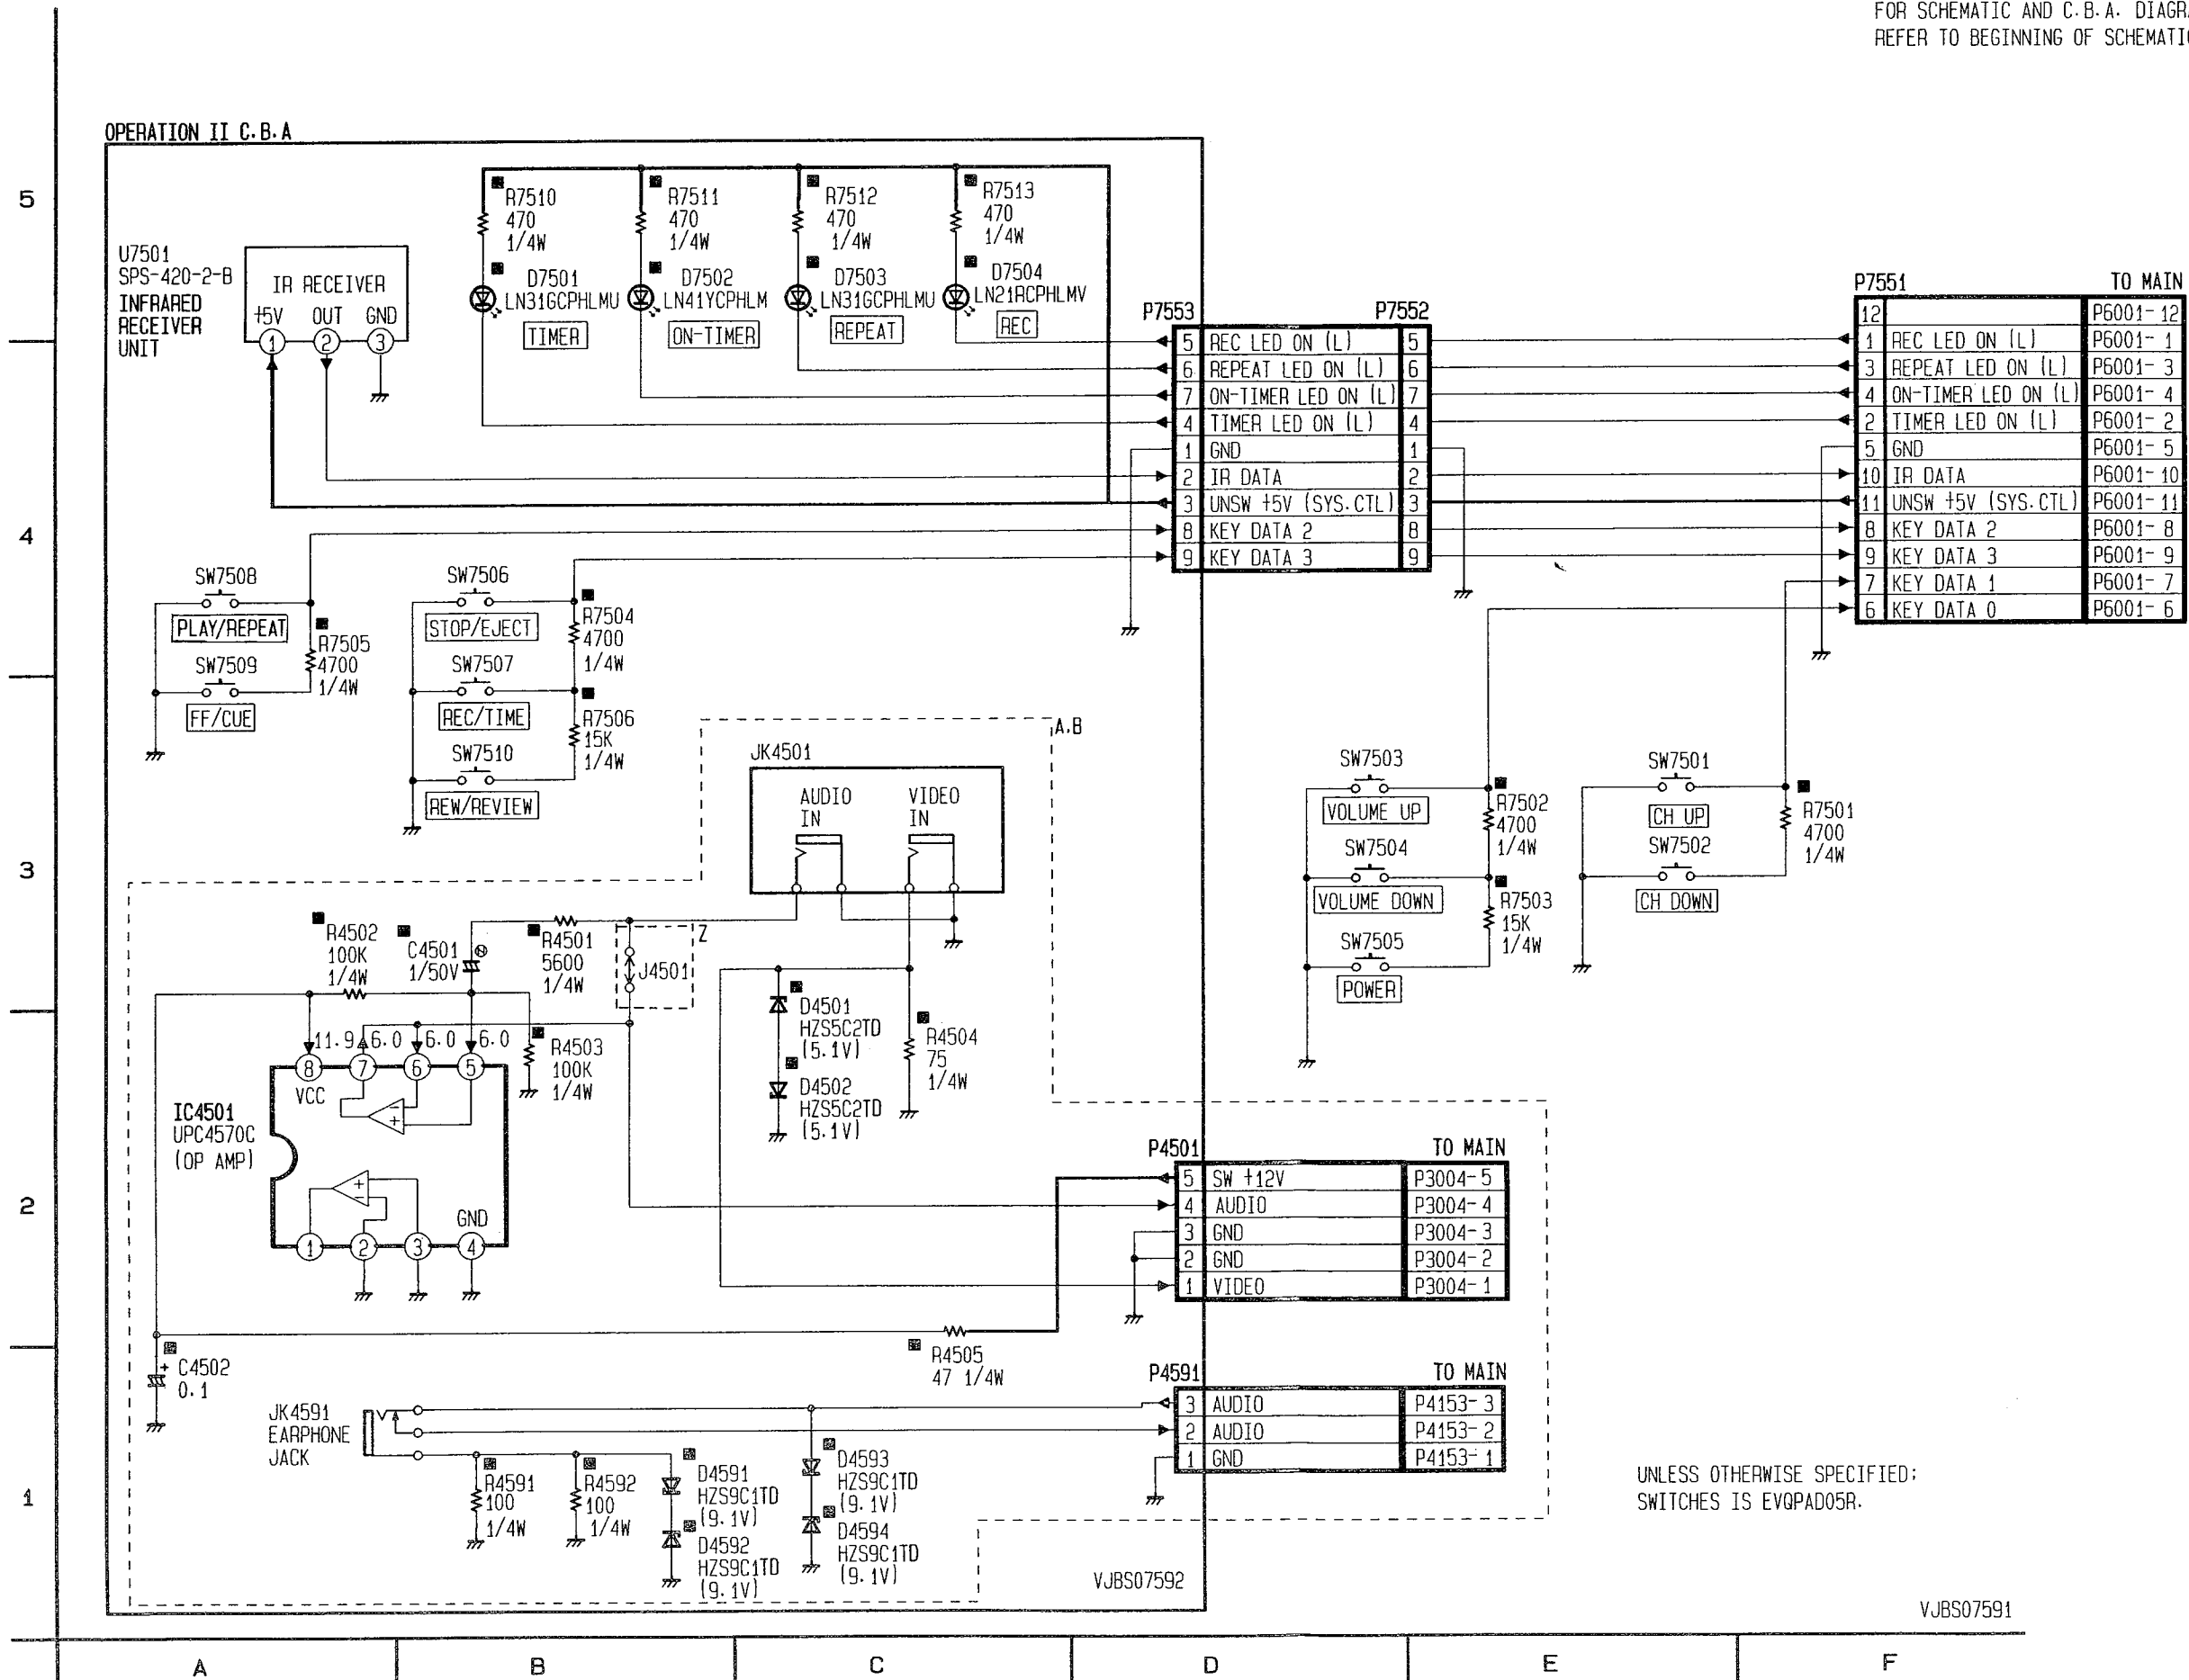 FOR SCHEMATIC AND C.B.A. DIAGR
REFER TO BEGINNING OF SCHEMATI
OPERATION II C.B.A
5
4
3
2
1
U7501
SPS-420-2-B
INFRARED
RECEIVER
UNIT
IR RECEIVER
+5V OUT GND
1 2 3
R7510
470
1/4W
D7501
LN31GCPHLMU
TIMER
R7511
470
1/4W
D7502
LN41YCPHLM
ON-TIMER
R7512
470
1/4W
D7503
LN31GCPHLMU
REPEAT
R7513
470
1/4W
D7504
LN21RCPHLMV
REC
P7553 P7552
5 REC LED ON (L) 5
6 REPEAT LED ON (L) 6
7 ON-TIMER LED ON (L) 7
4 TIMER LED ON (L) 4
1 GND 1
2 IR DATA 2
3 UNSW +5V (SYS.CTL) 3
8 KEY DATA 2 8
9 KEY DATA 3 9
P7551 TO MAIN
12 P6001-12
1 REC LED ON (L) P6001- 1
3 REPEAT LED ON (L) P6001- 3
4 ON-TIMER LED ON (L) P6001- 4
2 TIMER LED ON (L) P6001- 2
5 GND P6001- 5
10 IR DATA P6001-10
11 UNSW +5V (SYS.CTL) P6001-11
8 KEY DATA 2 P6001- 8
9 KEY DATA 3 P6001- 9
7 KEY DATA 1 P6001- 7
6 KEY DATA 0 P6001- 6
SW7508
PLAY/REPEAT
SW7509
FF/CUE
R7505
4700
1/4W
SW7506
STOP/EJECT
SW7507
REC/TIME
SW7510
REW/REVIEW
R7504
4700
1/4W
R7506
15K
1/4W
A,B
JK4501
AUDIO
IN
VIDEO
IN
SW7503
VOLUME UP
SW7504
VOLUME DOWN
SW7505
POWER
R7502
4700
1/4W
R7503
15K
1/4W
SW7501
CH UP
SW7502
CH DOWN
R7501
4700
1/4W
R4502
100K
1/4W
C4501
1/50V
N
R4501
5600
1/4W
Z
J4501
D4501
HZS5C2TD
(5.1V)
D4502
HZS5C2TD
(5.1V)
R4504
75
1/4W
11.9 6.0 6.0 6.0
8 7 6 5
VCC
R4503
100K
1/4W
IC4501
UPC4570C
(OP AMP)
GND
1 2 3 4
P4501 TO MAIN
5 SW +12V P3004- 5
4 AUDIO P3004- 4
3 GND P3004- 3
2 GND P3004- 2
1 VIDEO P3004- 1
+ C4502
0.1
R4505
47 1/4W
JK4591
EARPHONE
JACK
R4591
100
1/4W
R4592
100
1/4W
D4591
HZS9C1TD
(9.1V)
D4592
HZS9C1TD
(9.1V)
D4593
HZS9C1TD
(9.1V)
D4594
HZS9C1TD
(9.1V)
P4591 TO MAIN
3 AUDIO P4153- 3
2 AUDIO P4153- 2
1 GND P4153- 1
UNLESS OTHERWISE SPECIFIED;
SWITCHES IS EVQPAD05R.
VJBS07592
VJBS07591
A B C D E F